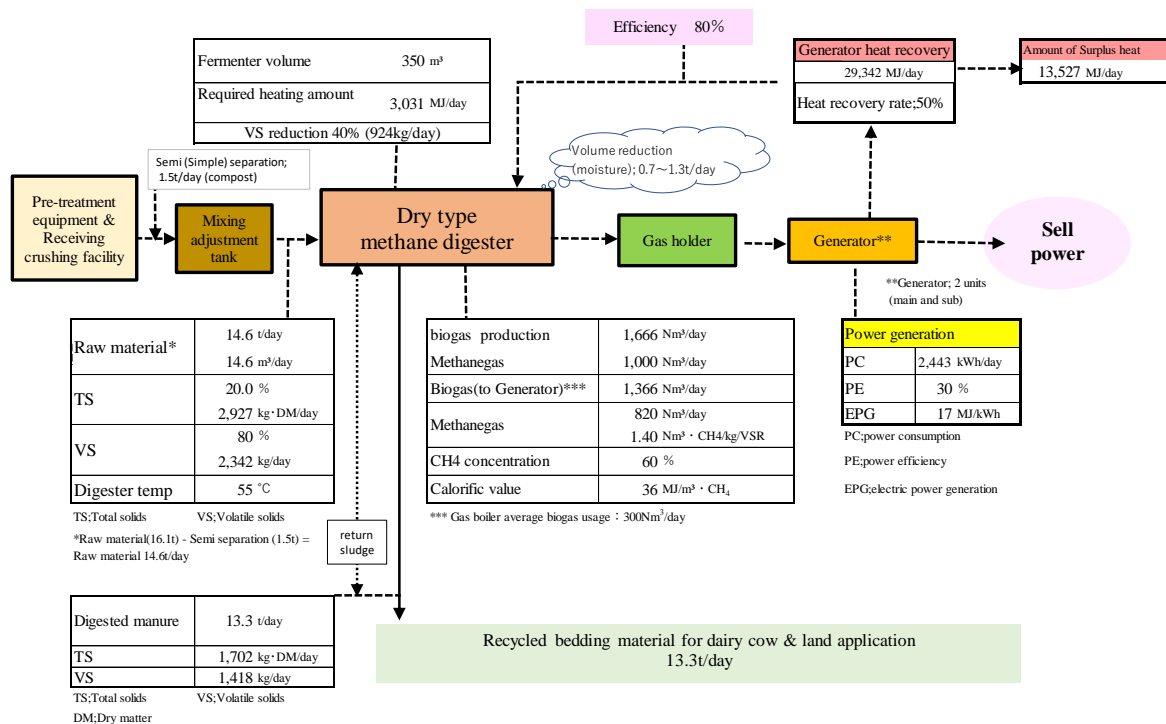 Efficiency 80%
Fermenter volume 350 m³
Required heating amount 3,031 MJ/day
VS reduction 40% (924kg/day)
Generator heat recovery
29,342 MJ/day
Heat recovery rate;50%
Amount of Surplus heat
13,527 MJ/day
Semi (Simple) separation;
1.5t/day (compost)
Volume reduction
(moisture); 0.7～1.3t/day
Pre-treatment
equipment &
Receiving
crushing facility
Mixing
adjustment
tank
Dry type
methane digester
Gas holder
Generator**
Sell
power
**Generator; 2 units
(main and sub)
Raw material* 14.6 t/day
14.6 m³/day
TS 20.0 %
2,927 kg･DM/day
VS 80 %
2,342 kg/day
Digester temp 55 ℃
TS;Total solids VS;Volatile solids
*Raw material(16.1t) - Semi separation (1.5t) =
Raw material 14.6t/day
biogas production 1,666 Nm³/day
Methanegas 1,000 Nm³/day
Biogas(to Generator)*** 1,366 Nm³/day
Methanegas 820 Nm³/day
1.40 Nm³・CH4/kg/VSR
CH4 concentration 60 %
Calorific value 36 MJ/m³・CH₄
*** Gas boiler average biogas usage：300Nm³/day
Power generation
PC 2,443 kWh/day
PE 30 %
EPG 17 MJ/kWh
PC;power consumption
PE;power efficiency
EPG;electric power generation
return
sludge
Digested manure 13.3 t/day
TS 1,702 kg･DM/day
VS 1,418 kg/day
TS;Total solids VS;Volatile solids
DM;Dry matter
Recycled bedding material for dairy cow & land application
13.3t/day